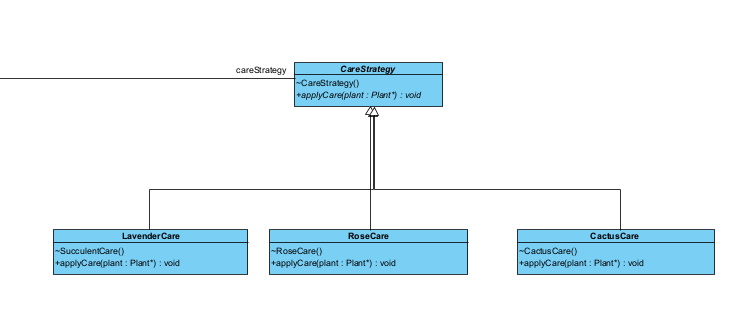 careStrategy
CareStrategy
~CareStrategy()
+applyCare(plant : Plant*) : void
LavenderCare
~SucculentCare()
+applyCare(plant : Plant*) : void
RoseCare
~RoseCare()
+applyCare(plant : Plant*) : void
CactusCare
~CactusCare()
+applyCare(plant : Plant*) : void